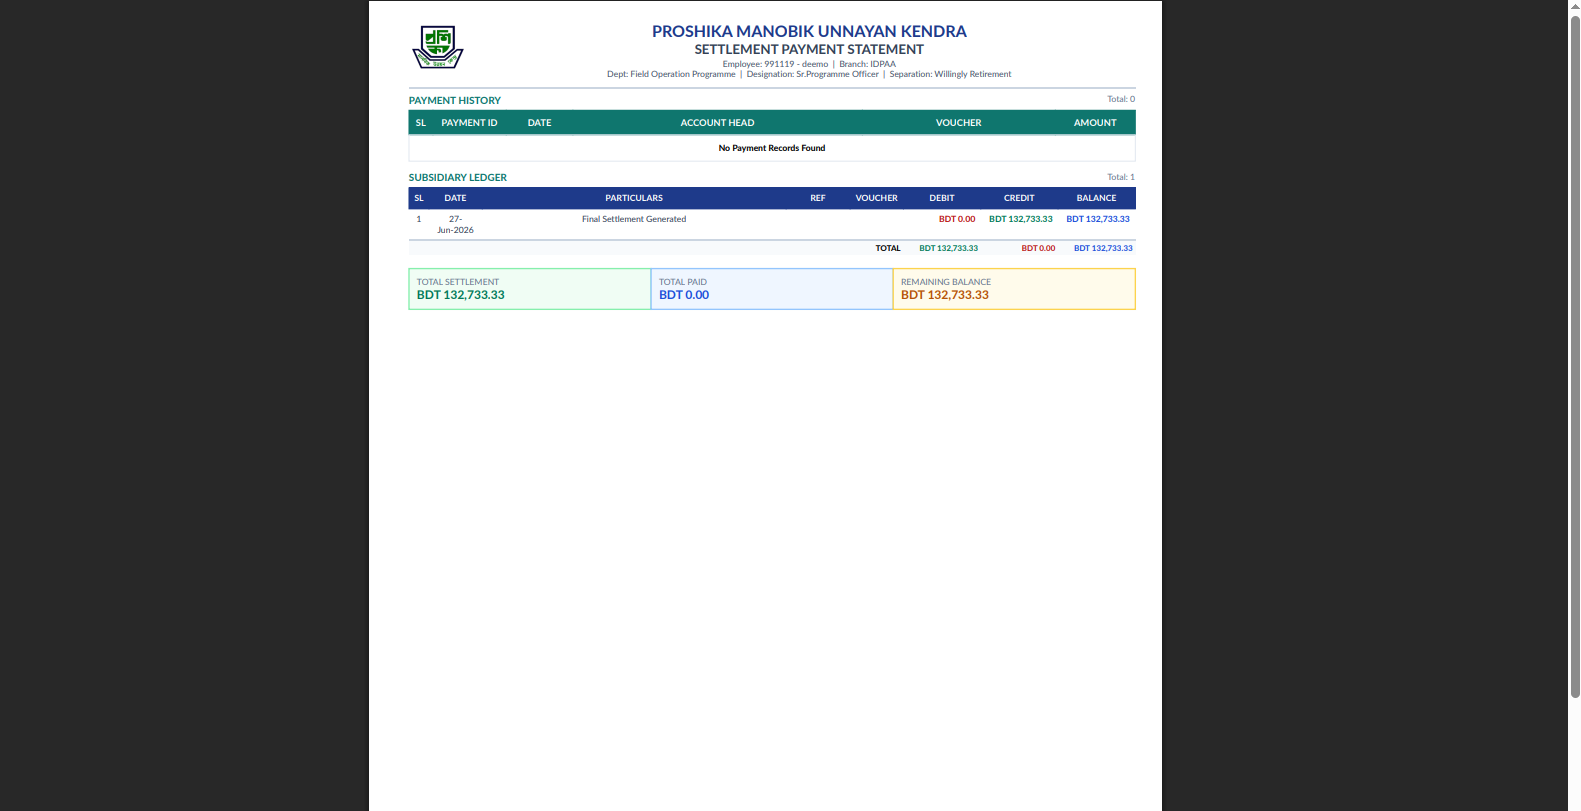 প্রশি
PROSHIKA MANOBIK UNNAYAN KENDRA
SETTLEMENT PAYMENT STATEMENT
Employee: 991119 - deemo | Branch: IDPAA
Dept: Field Operation Programme | Designation: Sr.Programme Officer | Separation: Willingly Retirement
PAYMENT HISTORY Total: 0
SL PAYMENT ID DATE ACCOUNT HEAD VOUCHER AMOUNT
No Payment Records Found
SUBSIDIARY LEDGER Total: 1
SL DATE PARTICULARS REF VOUCHER DEBIT CREDIT BALANCE
1 27- Final Settlement Generated BDT 0.00 BDT 132,733.33 BDT 132,733.33
Jun-2026
TOTAL BDT 132,733.33 BDT 0.00 BDT 132,733.33
TOTAL SETTLEMENT TOTAL PAID REMAINING BALANCE
BDT 132,733.33 BDT 0.00 BDT 132,733.33